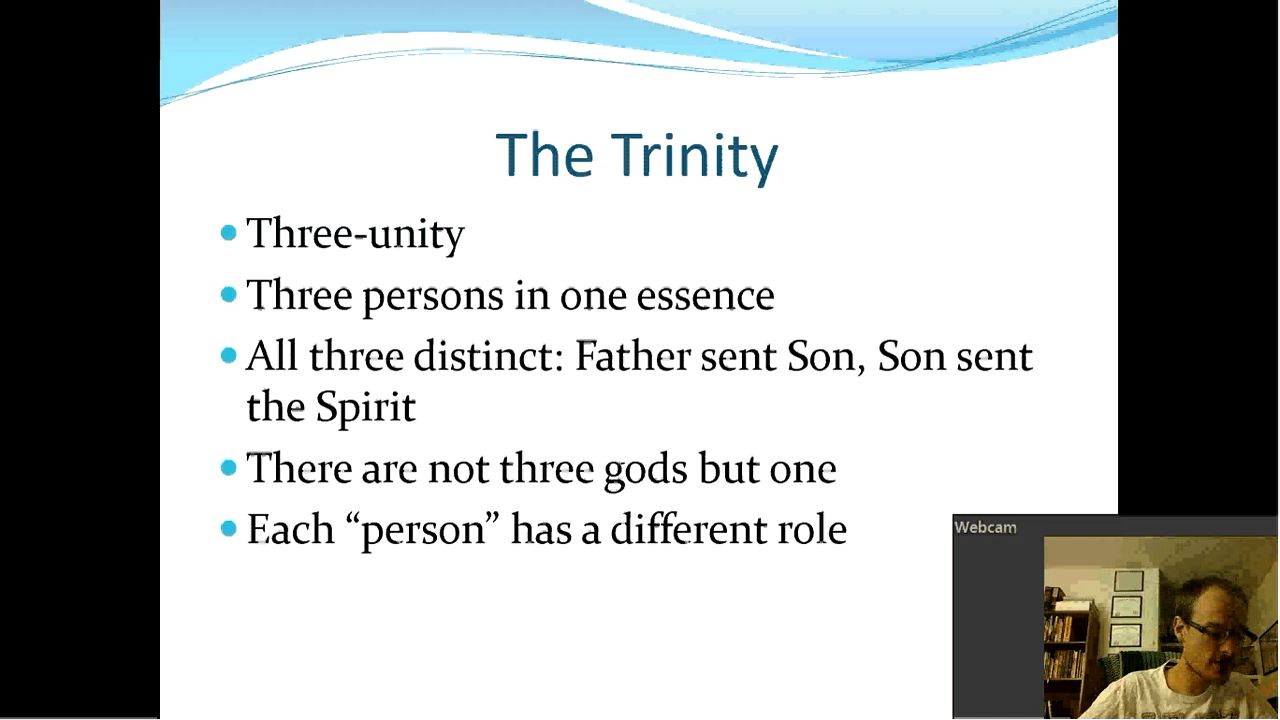 The Trinity
Three-unity
Three persons in one essence
All three distinct: Father sent Son, Son sent
the Spirit
There are not three gods but one
Each “person” has a different role
Webcam